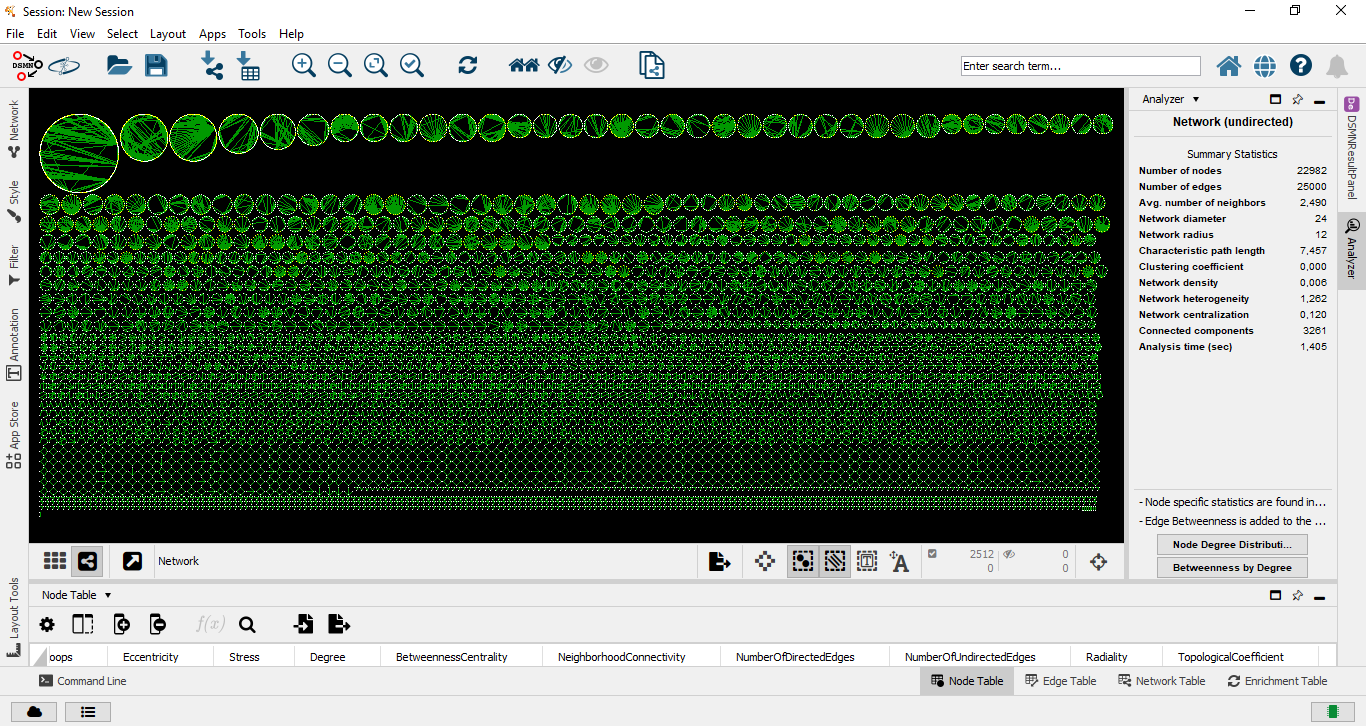 Session: New Session
File Edit View Select Layout Apps Tools Help
DSMN
Enter search term...
Network
Style
Filter
Annotation
App Store
Layout Tools
Analyzer
Network (undirected)
Summary Statistics
Number of nodes 22982
Number of edges 25000
Avg. number of neighbors 2,490
Network diameter 24
Network radius 12
Characteristic path length 7,457
Clustering coefficient 0,000
Network density 0,006
Network heterogeneity 1,262
Network centralization 0,120
Connected components 3261
Analysis time (sec) 1,405
- Node specific statistics are found in...
- Edge Betweenness is added to the ...
Node Degree Distributi...
Betweenness by Degree
De
DSMNResultPanel
Analyzer
Network
T
A
2512 0
0 0
Node Table
f(x)
oops Eccentricity Stress Degree BetweennessCentrality NeighborhoodConnectivity NumberOfDirectedEdges NumberOfUndirectedEdges Radiality TopologicalCoefficient
Command Line
Node Table Edge Table Network Table Enrichment Table